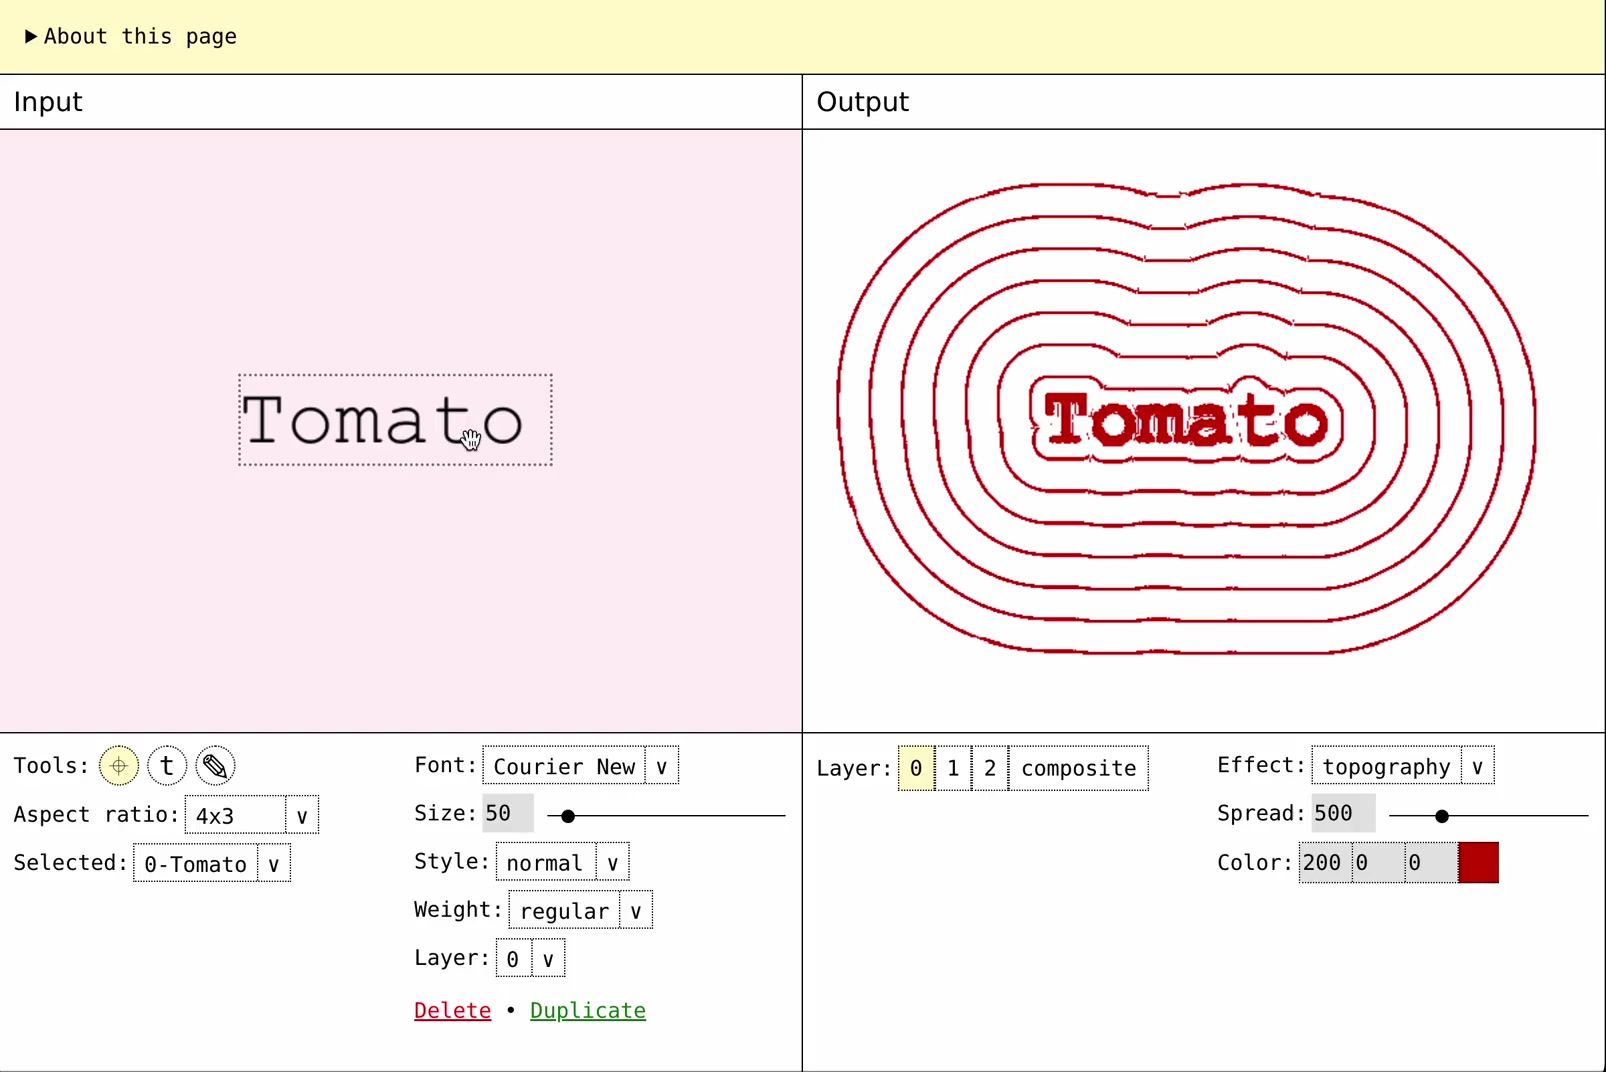 ▶ About this page
Input
Output
Tomato
Tomato
Tools: t
Aspect ratio: 4x3 ∨
Selected: 0-Tomato ∨
Font: Courier New ∨
Size: 50
Style: normal ∨
Weight: regular ∨
Layer: 0 ∨
Delete • Duplicate
Layer: 0 1 2 composite
Effect: topography ∨
Spread: 500
Color: 200 0 0